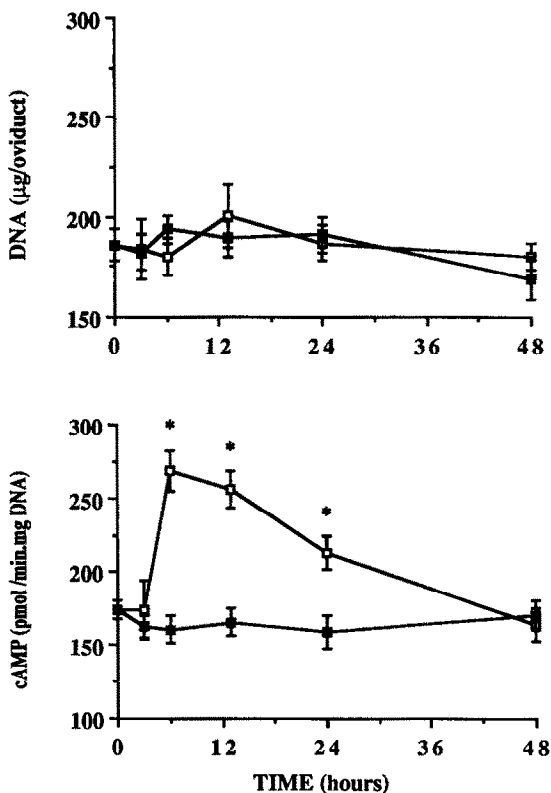 300
250
200
150
DNA (μg/oviduct)
0 12 24 36 48
300
250
200
150
100
cAMP (pmol /min.mg DNA)
* * *
0 12 24 36 48
TIME (hours)